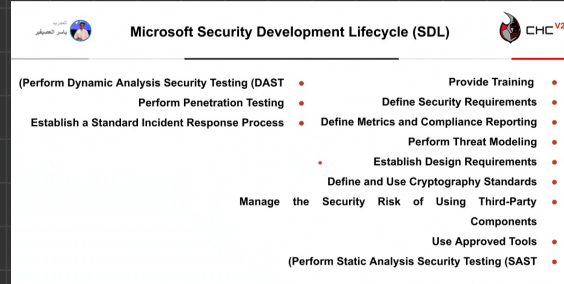 المدرب
ياسر العصيفير
Microsoft Security Development Lifecycle (SDL)
CHC V2
Provide Training
Define Security Requirements
Define Metrics and Compliance Reporting
Perform Threat Modeling
Establish Design Requirements
Define and Use Cryptography Standards
Manage the Security Risk of Using Third-Party
Components
Use Approved Tools
(Perform Static Analysis Security Testing (SAST
(Perform Dynamic Analysis Security Testing (DAST
Perform Penetration Testing
Establish a Standard Incident Response Process